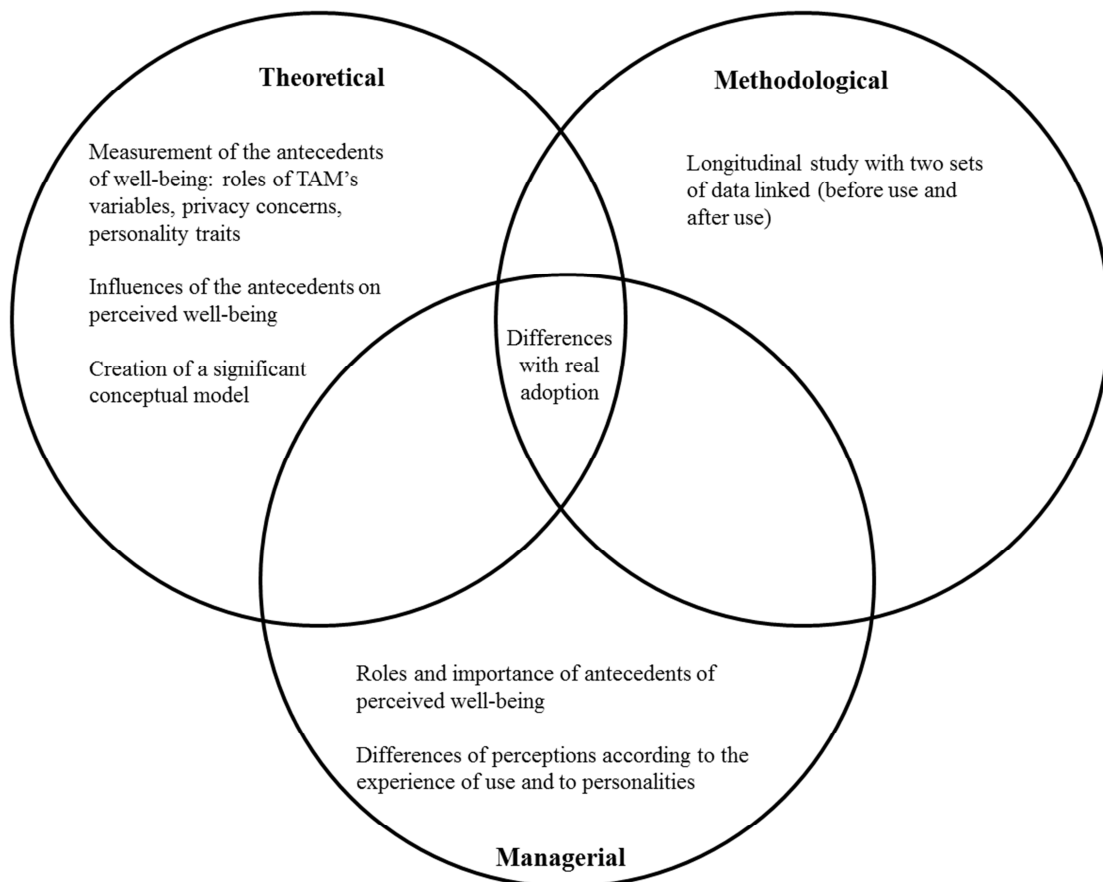 Theoretical
Measurement of the antecedents
of well-being: roles of TAM's
variables, privacy concerns,
personality traits
Influences of the antecedents on
perceived well-being
Creation of a significant
conceptual model
Methodological
Longitudinal study with two sets
of data linked (before use and
after use)
Differences
with real
adoption
Roles and importance of antecedents of
perceived well-being
Differences of perceptions according to the
experience of use and to personalities
Managerial